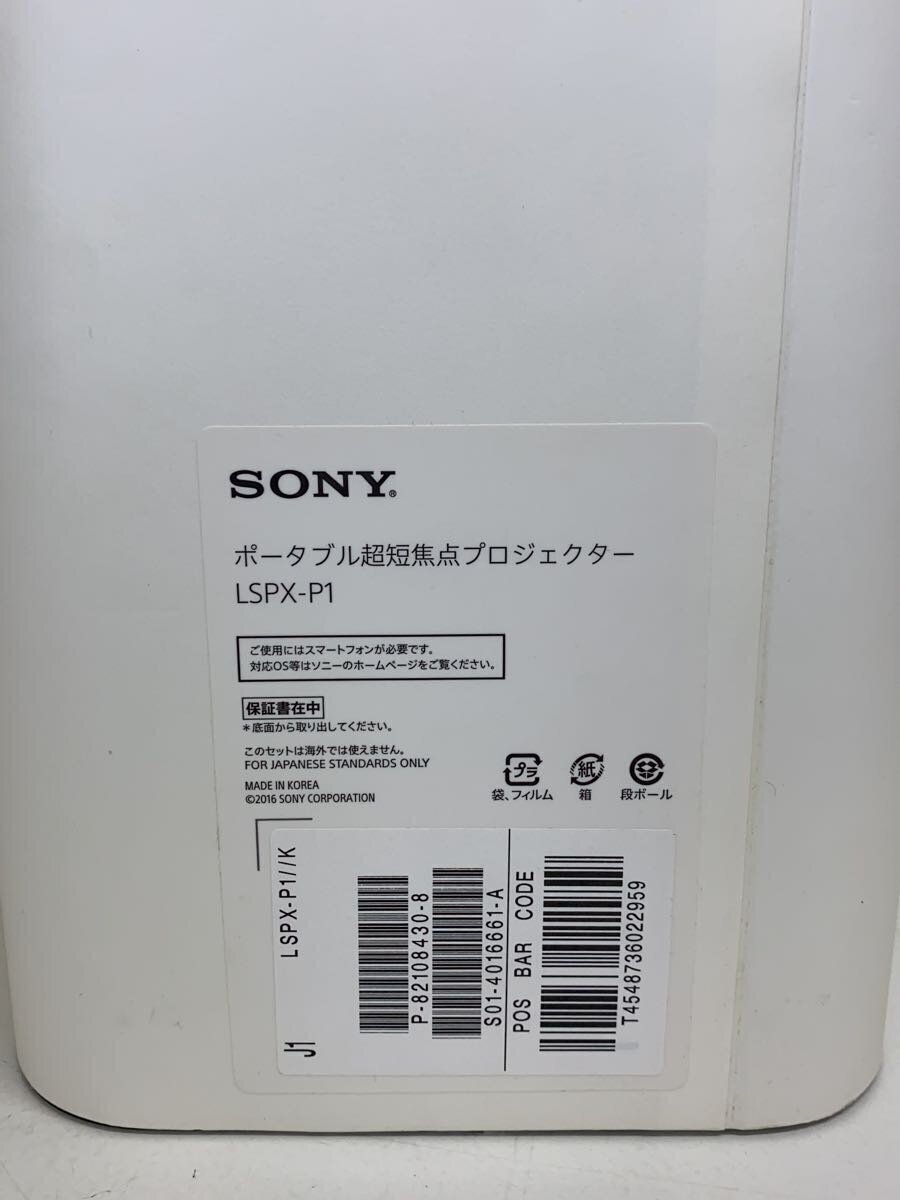 SONY®
ポータブル超短焦点プロジェクター
LSPX-P1
ご使用にはスマートフォンが必要です。
対応OS等はソニーのホームページをご覧ください。
保証書在中
*底面から取り出してください。
このセットは海外では使えません。
FOR JAPANESE STANDARDS ONLY
MADE IN KOREA
©2016 SONY CORPORATION
プラ
袋、フィルム
紙
箱
段ボール
LSPX-P1//K
J1
P-82108430-8
S01-4016661-A
POS BAR CODE
T4548736022959